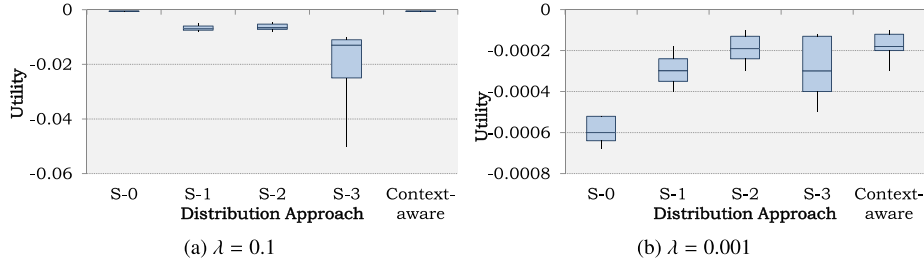 0
-0.02
-0.04
-0.06
Utility
S-0 S-1 S-2 S-3 Context-
aware
Distribution Approach
(a) λ = 0.1
0
-0.0002
-0.0004
-0.0006
-0.0008
Utility
S-0 S-1 S-2 S-3 Context-
aware
Distribution Approach
(b) λ = 0.001